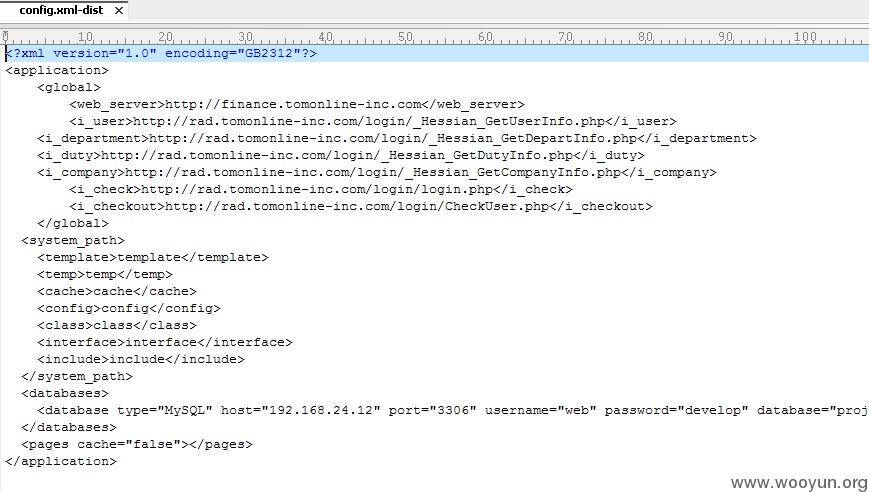 config.xml-dist
0 10 20 30 40 50 60 70 80 90 100
<?xml version="1.0" encoding="GB2312"?>
<application>
    <global>
        <web_server>http://finance.tomonline-inc.com</web_server>
        <i_user>http://rad.tomonline-inc.com/login/_Hessian_GetUserInfo.php</i_user>
    <i_department>http://rad.tomonline-inc.com/login/_Hessian_GetDepartInfo.php</i_department>
    <i_duty>http://rad.tomonline-inc.com/login/_Hessian_GetDutyInfo.php</i_duty>
    <i_company>http://rad.tomonline-inc.com/login/_Hessian_GetCompanyInfo.php</i_company>
        <i_check>http://rad.tomonline-inc.com/login/login.php</i_check>
        <i_checkout>http://rad.tomonline-inc.com/login/CheckUser.php</i_checkout>
    </global>
  <system_path>
    <template>template</template>
    <temp>temp</temp>
    <cache>cache</cache>
    <config>config</config>
    <class>class</class>
    <interface>interface</interface>
    <include>include</include>
  </system_path>
  <databases>
    <database type="MySQL" host="192.168.24.12" port="3306" username="web" password="develop" database="proj
  </databases>
  <pages cache="false"></pages>
</application>
www.wooyun.org